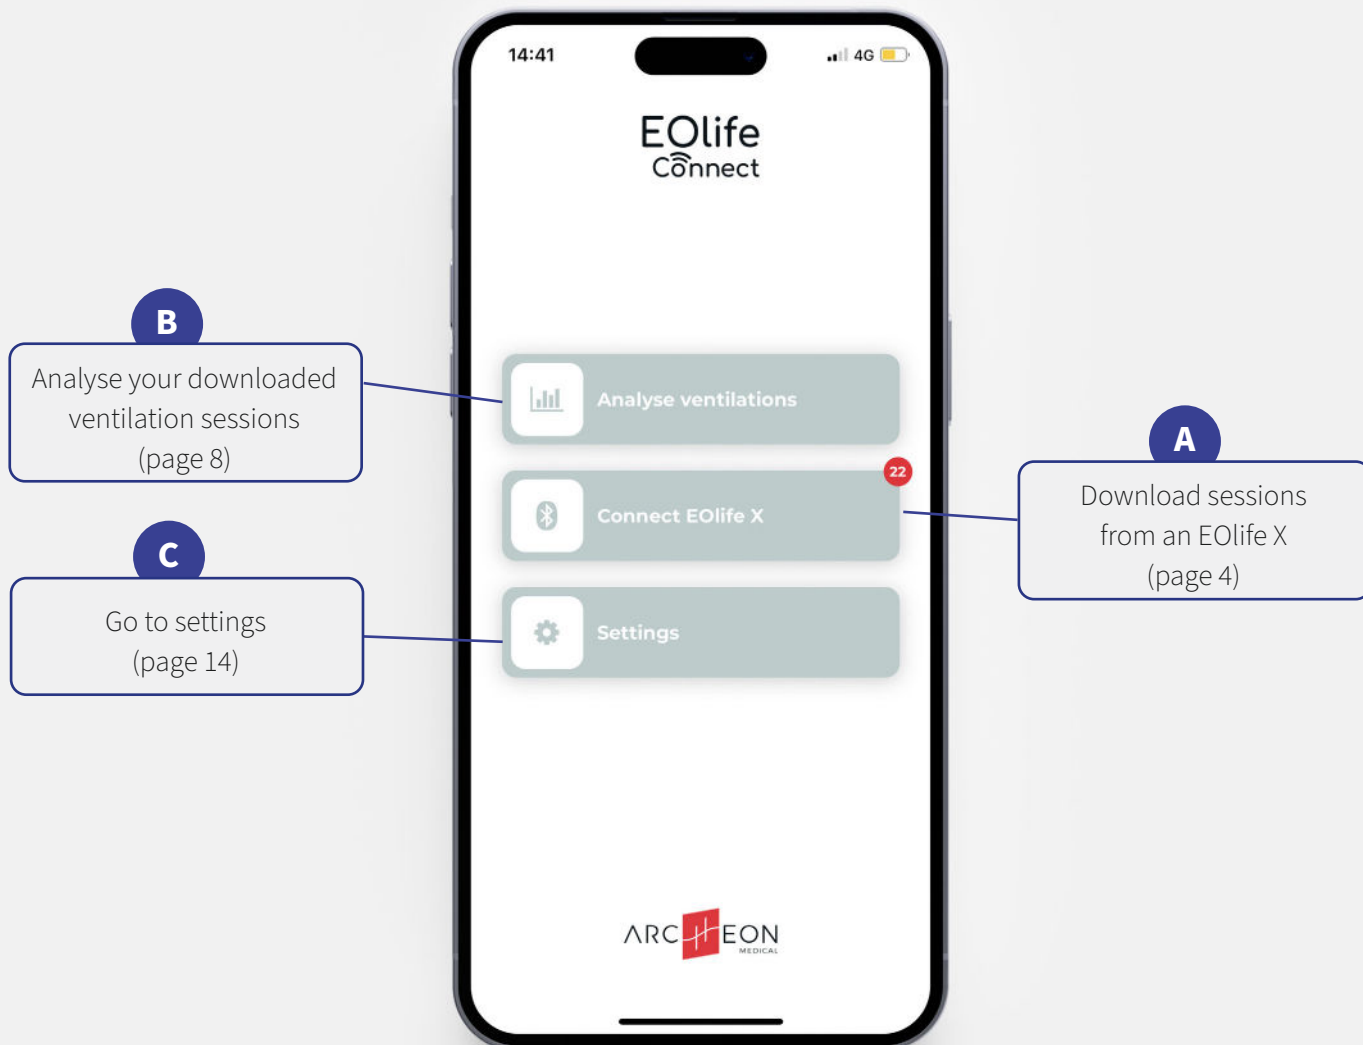 14:41
4G
EOlife
Connect
B
Analyse your downloaded
ventilation sessions
(page 8)
Analyse ventilations
A
22
Download sessions
from an EOlife X
(page 4)
Connect EOlife X
C
Go to settings
(page 14)
Settings
ARCHEON
MEDICAL